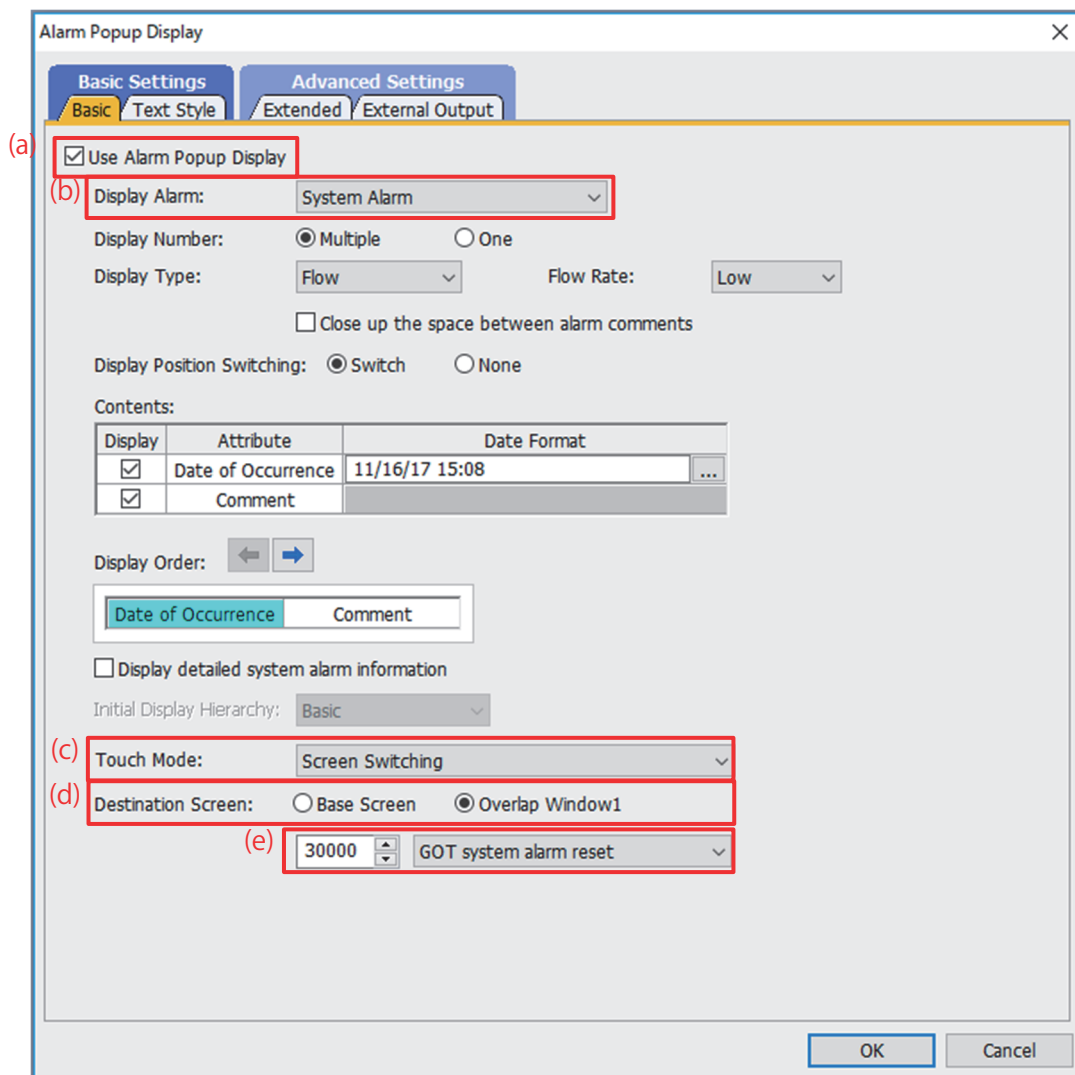 Alarm Popup Display
Basic Settings Advanced Settings
Basic Text Style Extended External Output
(a) Use Alarm Popup Display
(b) Display Alarm: System Alarm
Display Number: Multiple One
Display Type: Flow Flow Rate: Low
Close up the space between alarm comments
Display Position Switching: Switch None
Contents:
Display Attribute Date Format
Date of Occurrence 11/16/17 15:08 ...
Comment
Display Order:
Date of Occurrence Comment
Display detailed system alarm information
Initial Display Hierarchy: Basic
(c) Touch Mode: Screen Switching
(d) Destination Screen: Base Screen Overlap Window1
(e) 30000 GOT system alarm reset
OK Cancel